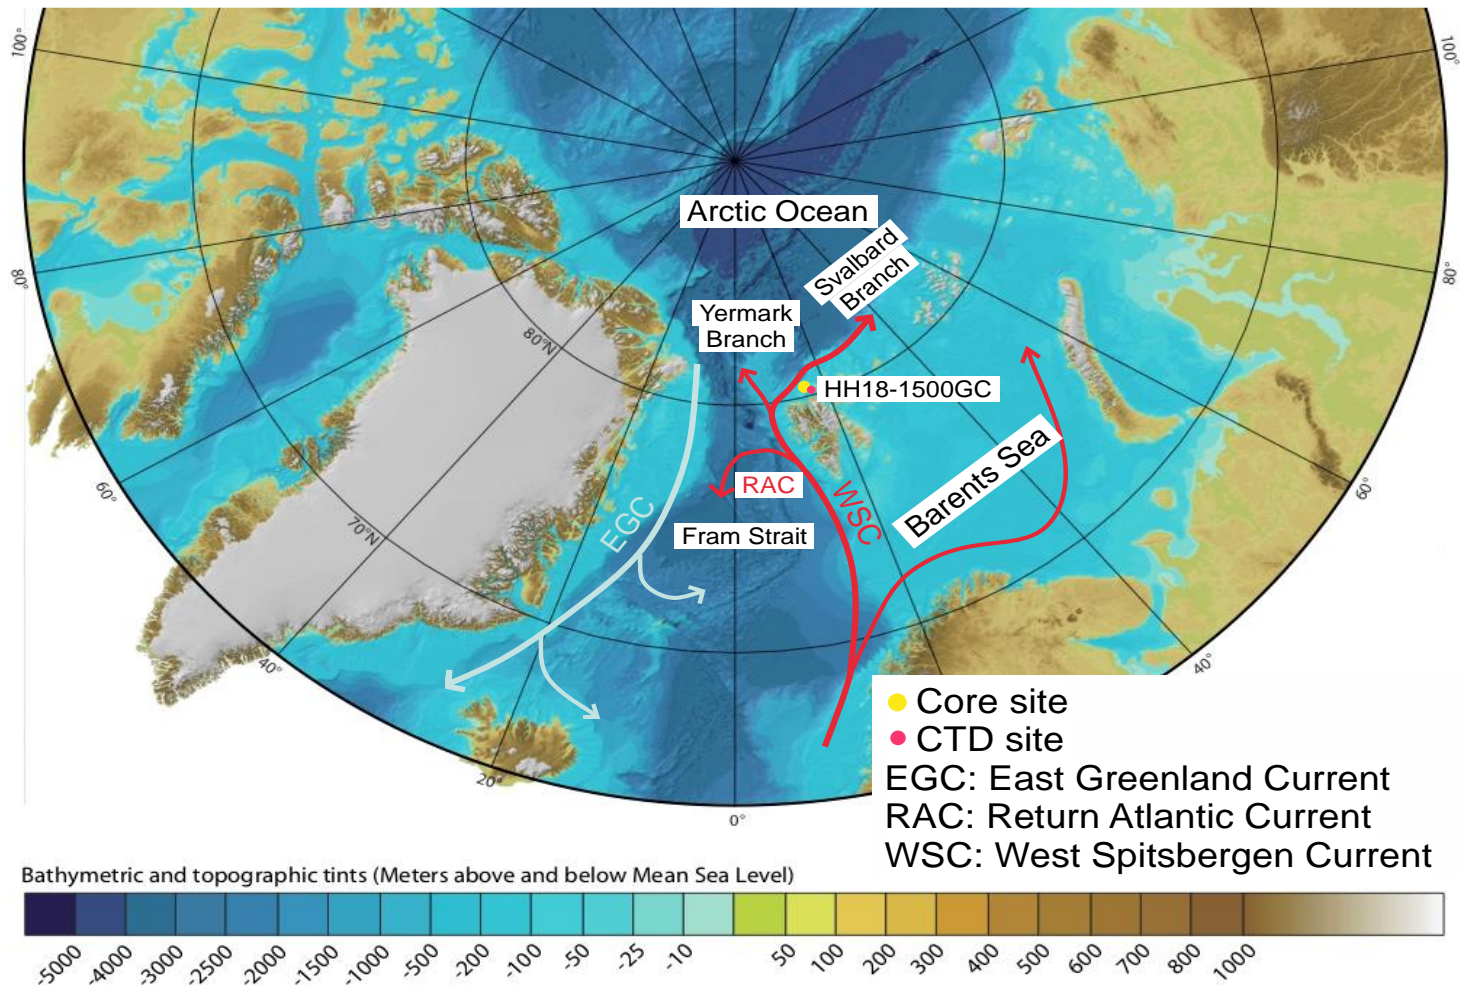 100°
100°
Arctic Ocean
Svalbard
Branch
80°
80°
Yermark
Branch
80°N
HH18-1500GC
Barents Sea
RAC
WSC
60°
60°
EGC
70°N
Fram Strait
40°
40°
20°
0°
Core site
CTD site
EGC: East Greenland Current
RAC: Return Atlantic Current
WSC: West Spitsbergen Current
Bathymetric and topographic tints (Meters above and below Mean Sea Level)
-5000 -4000 -3000 -2500 -2000 -1500 -1000 -500 -200 -100 -50 -25 -10 50 100 200 300 400 500 600 700 800 1000